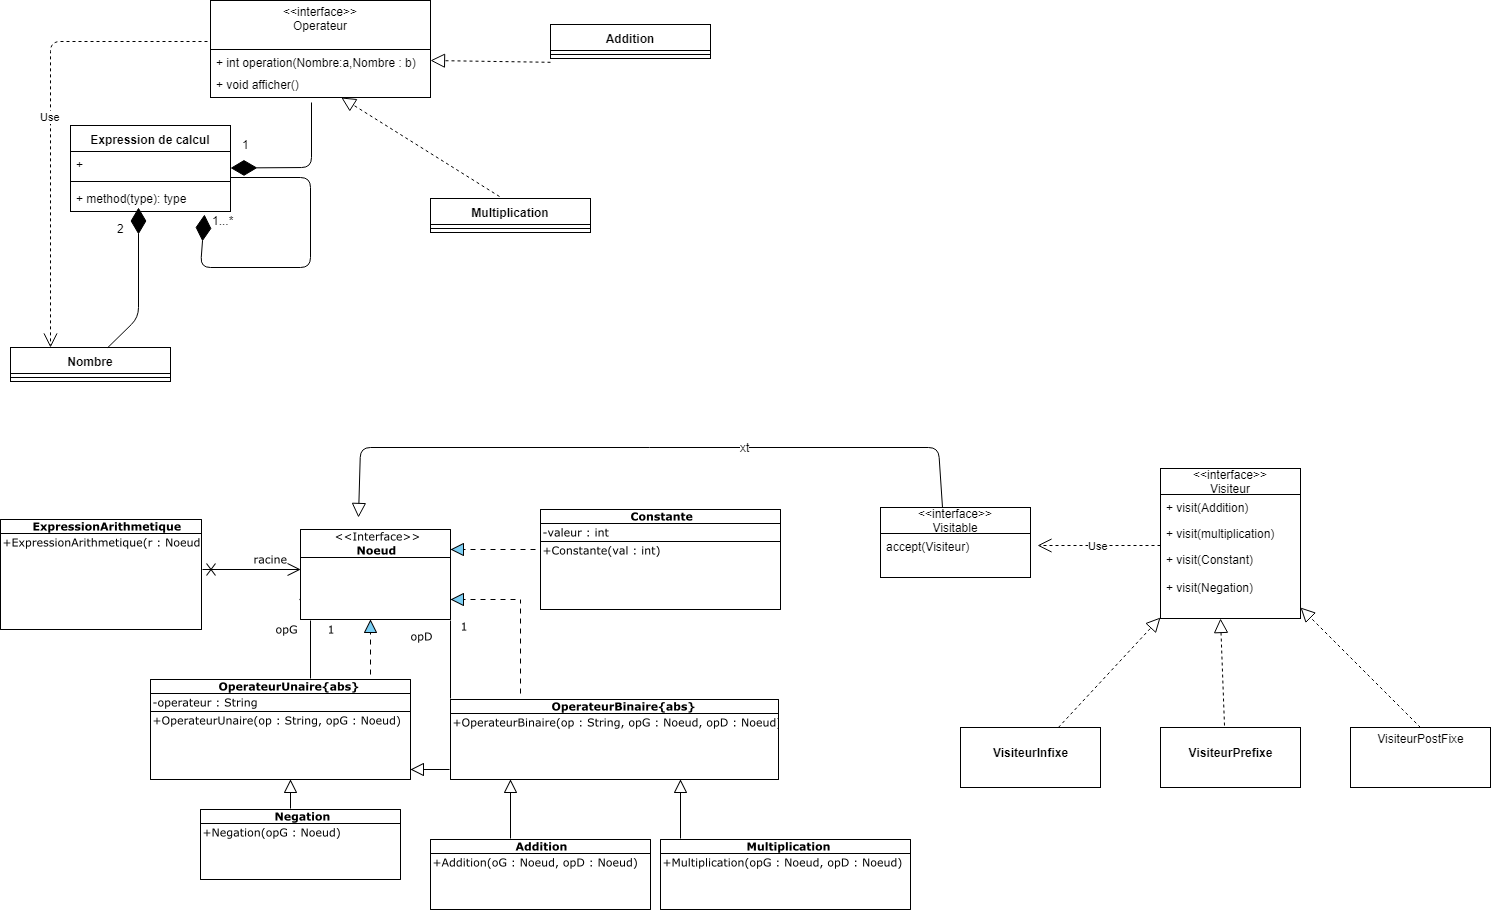 <<interface>>
Operateur
+ int operation(Nombre:a,Nombre : b)
+ void afficher()
Addition
Use
Expression de calcul
+
+ method(type): type
1
1...*
2
Multiplication
Nombre
xt
<<interface>>
Visiteur
+ visit(Addition)
+ visit(multiplication)
+ visit(Constant)
+ visit(Negation)
<<interface>>
Visitable
accept(Visiteur)
Use
ExpressionArithmetique
+ExpressionArithmetique(r : Noeud
racine
<<Interface>>
Noeud
Constante
-valeur : int
+Constante(val : int)
opG
1
opD
1
OperateurUnaire{abs}
-operateur : String
+OperateurUnaire(op : String, opG : Noeud)
OperateurBinaire{abs}
+OperateurBinaire(op : String, opG : Noeud, opD : Noeud)
VisiteurInfixe
VisiteurPrefixe
VisiteurPostFixe
Negation
+Negation(opG : Noeud)
Addition
+Addition(oG : Noeud, opD : Noeud)
Multiplication
+Multiplication(opG : Noeud, opD : Noeud)